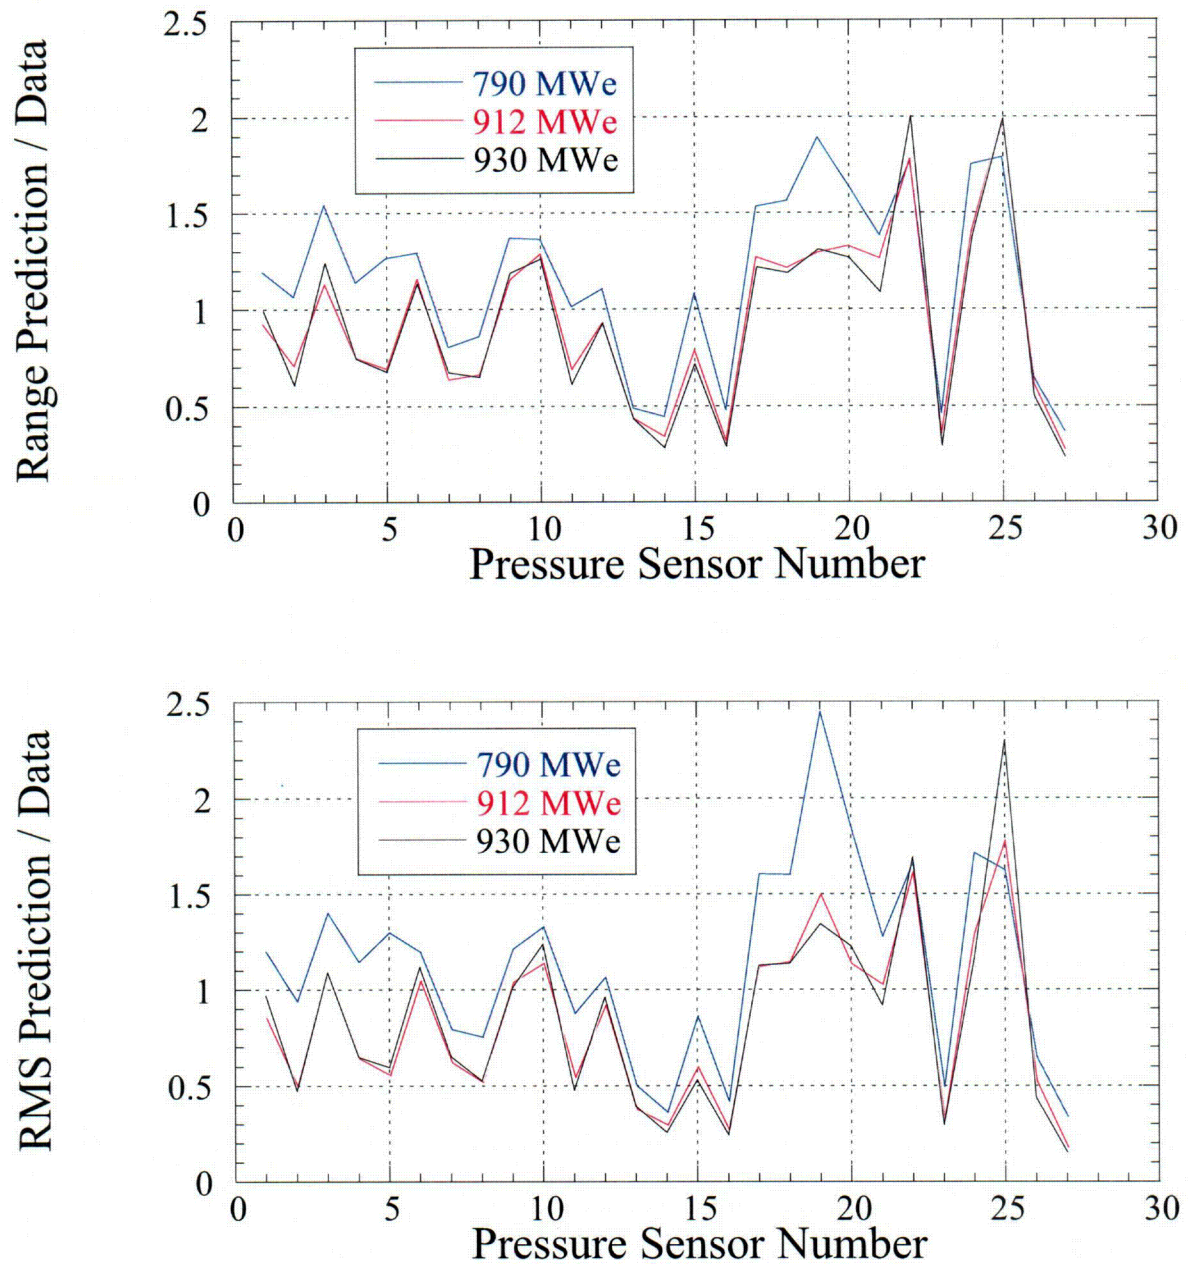 Range Prediction / Data
2.5
2
1.5
1
0.5
0
790 MWe
912 MWe
930 MWe
0 5 10 15 20 25 30
Pressure Sensor Number
RMS Prediction / Data
2.5
2
1.5
1
0.5
0
790 MWe
912 MWe
930 MWe
0 5 10 15 20 25 30
Pressure Sensor Number